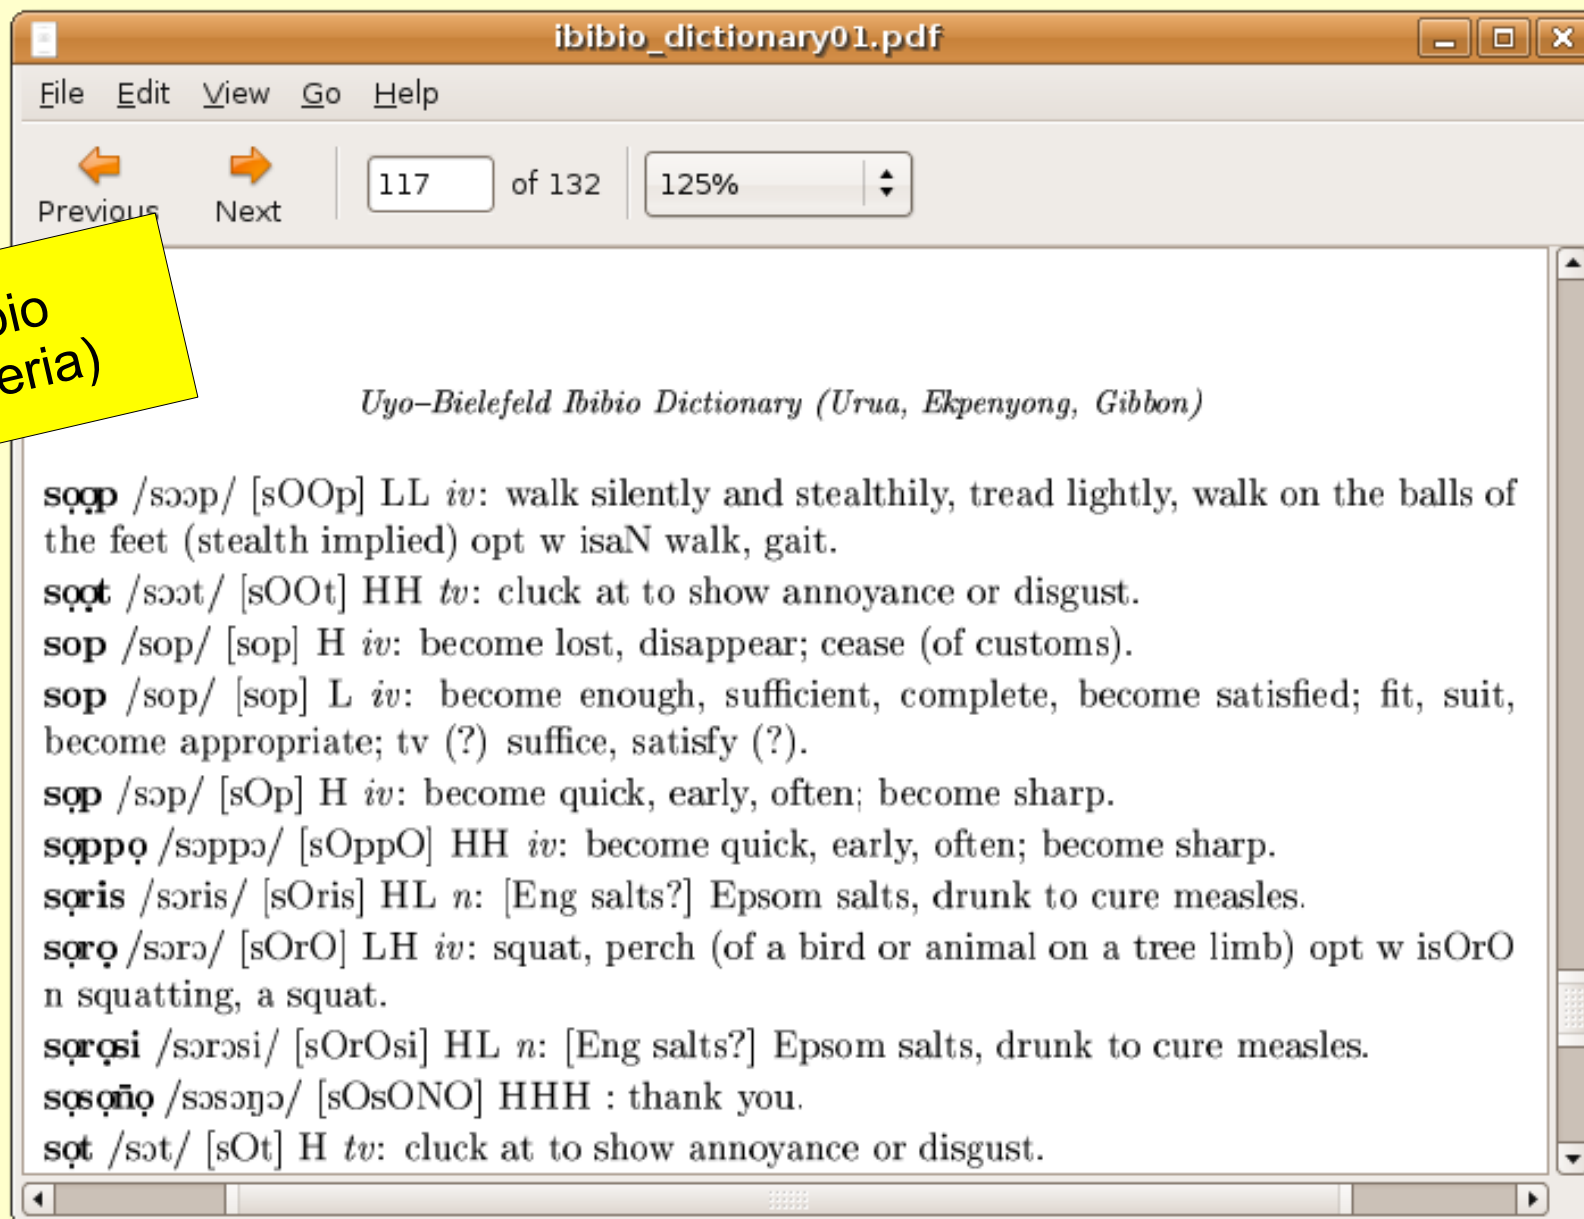 ibibio_dictionary01.pdf
File Edit View Go Help
117 of 132 125%
Previous Next
Uyo–Bielefeld Ibibio Dictionary (Urua, Ekpenyong, Gibbon)
sọọp /sɔɔp/ [sOOp] LL iv: walk silently and stealthily, tread lightly, walk on the balls of
the feet (stealth implied) opt w isaN walk, gait.
sọọt /sɔɔt/ [sOOt] HH tv: cluck at to show annoyance or disgust.
sop /sop/ [sop] H iv: become lost, disappear; cease (of customs).
sop /sop/ [sop] L iv: become enough, sufficient, complete, become satisfied; fit, suit,
become appropriate; tv (?) suffice, satisfy (?).
sọp /sɔp/ [sOp] H iv: become quick, early, often; become sharp.
sọppọ /sɔppɔ/ [sOppO] HH iv: become quick, early, often; become sharp.
sọris /sɔris/ [sOris] HL n: [Eng salts?] Epsom salts, drunk to cure measles.
sọrọ /sɔrɔ/ [sOrO] LH iv: squat, perch (of a bird or animal on a tree limb) opt w isOrO
n squatting, a squat.
sọrọsi /sɔrɔsi/ [sOrOsi] HL n: [Eng salts?] Epsom salts, drunk to cure measles.
sọsọn̄ọ /sɔsɔŋɔ/ [sOsONO] HHH : thank you.
sọt /sɔt/ [sOt] H tv: cluck at to show annoyance or disgust.